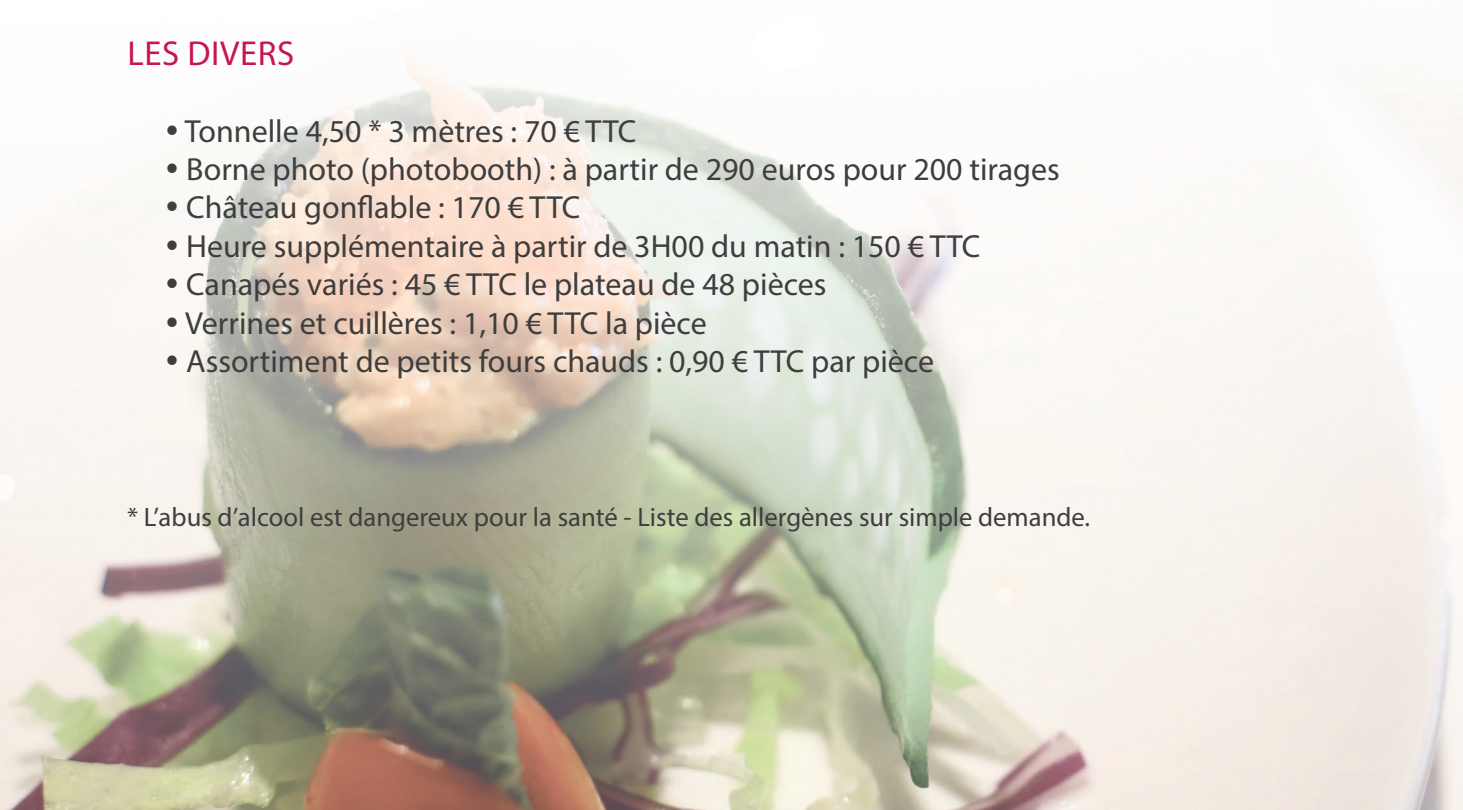 LES DIVERS
• Tonnelle 4,50 * 3 mètres : 70 € TTC
• Borne photo (photobooth) : à partir de 290 euros pour 200 tirages
• Château gonflable : 170 € TTC
• Heure supplémentaire à partir de 3H00 du matin : 150 € TTC
• Canapés variés : 45 € TTC le plateau de 48 pièces
• Verrines et cuillères : 1,10 € TTC la pièce
• Assortiment de petits fours chauds : 0,90 € TTC par pièce
* L’abus d’alcool est dangereux pour la santé - Liste des allergènes sur simple demande.